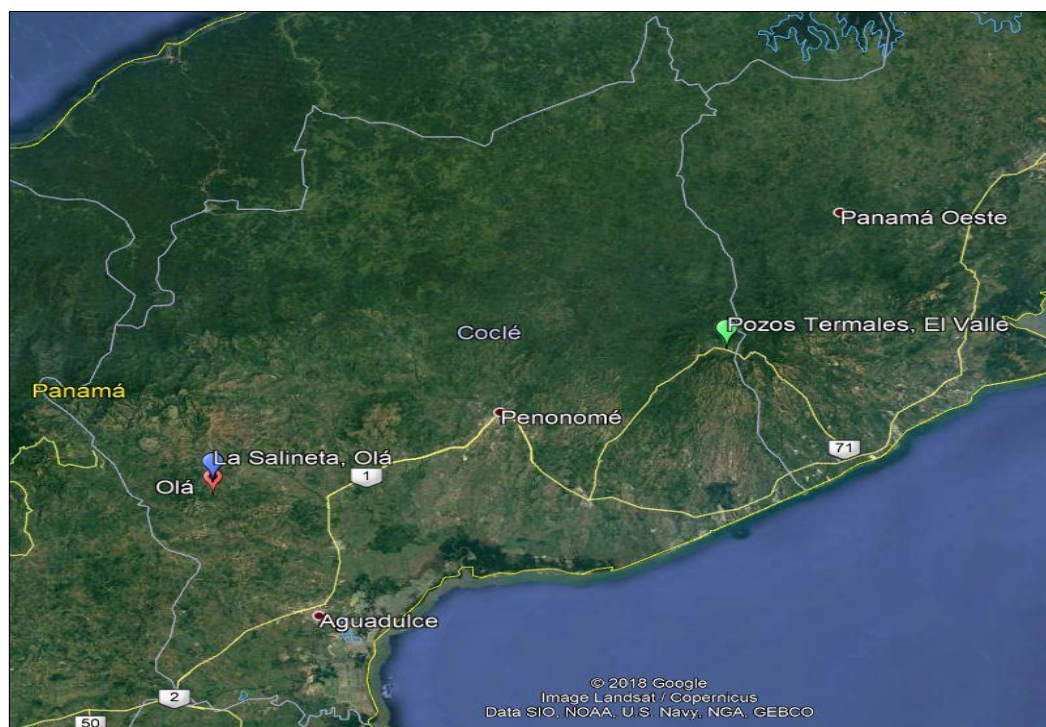 Panamá Oeste
Pozos Termales, El Valle
Coclé
Panamá
Penonomé
71
La Salineta, Olá
1
Olá
Aguadulce
2
50
© 2018 Google
Image Landsat / Copernicus
Data SIO, NOAA, U.S. Navy, NGA, GEBCO